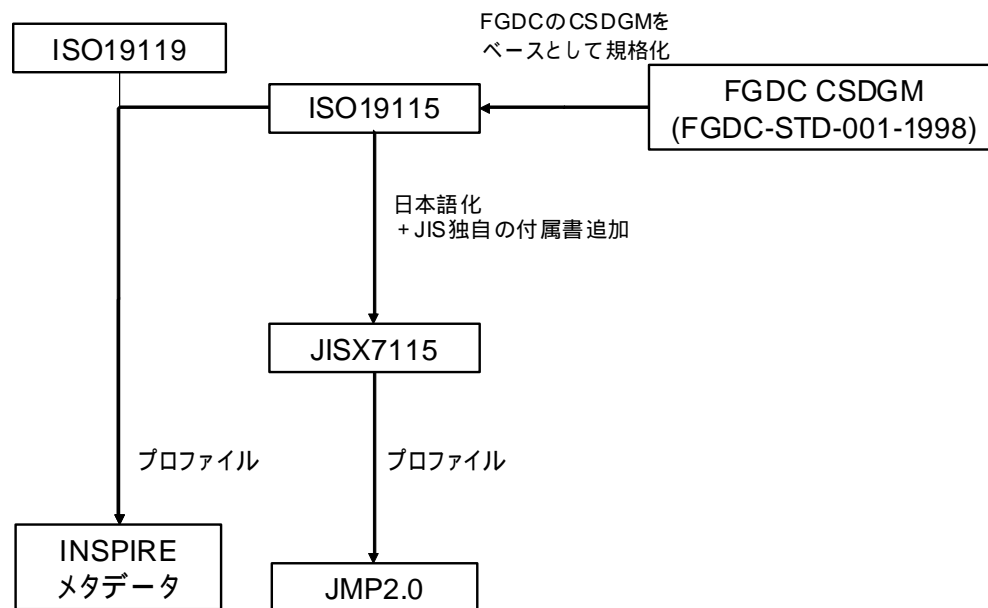 ISO19119
FGDCのCSDGMを
ベースとして規格化
ISO19115
FGDC CSDGM
(FGDC-STD-001-1998)
日本語化
+JIS独自の付属書追加
JISX7115
プロファイル
プロファイル
INSPIRE
メタデータ
JMP2.0